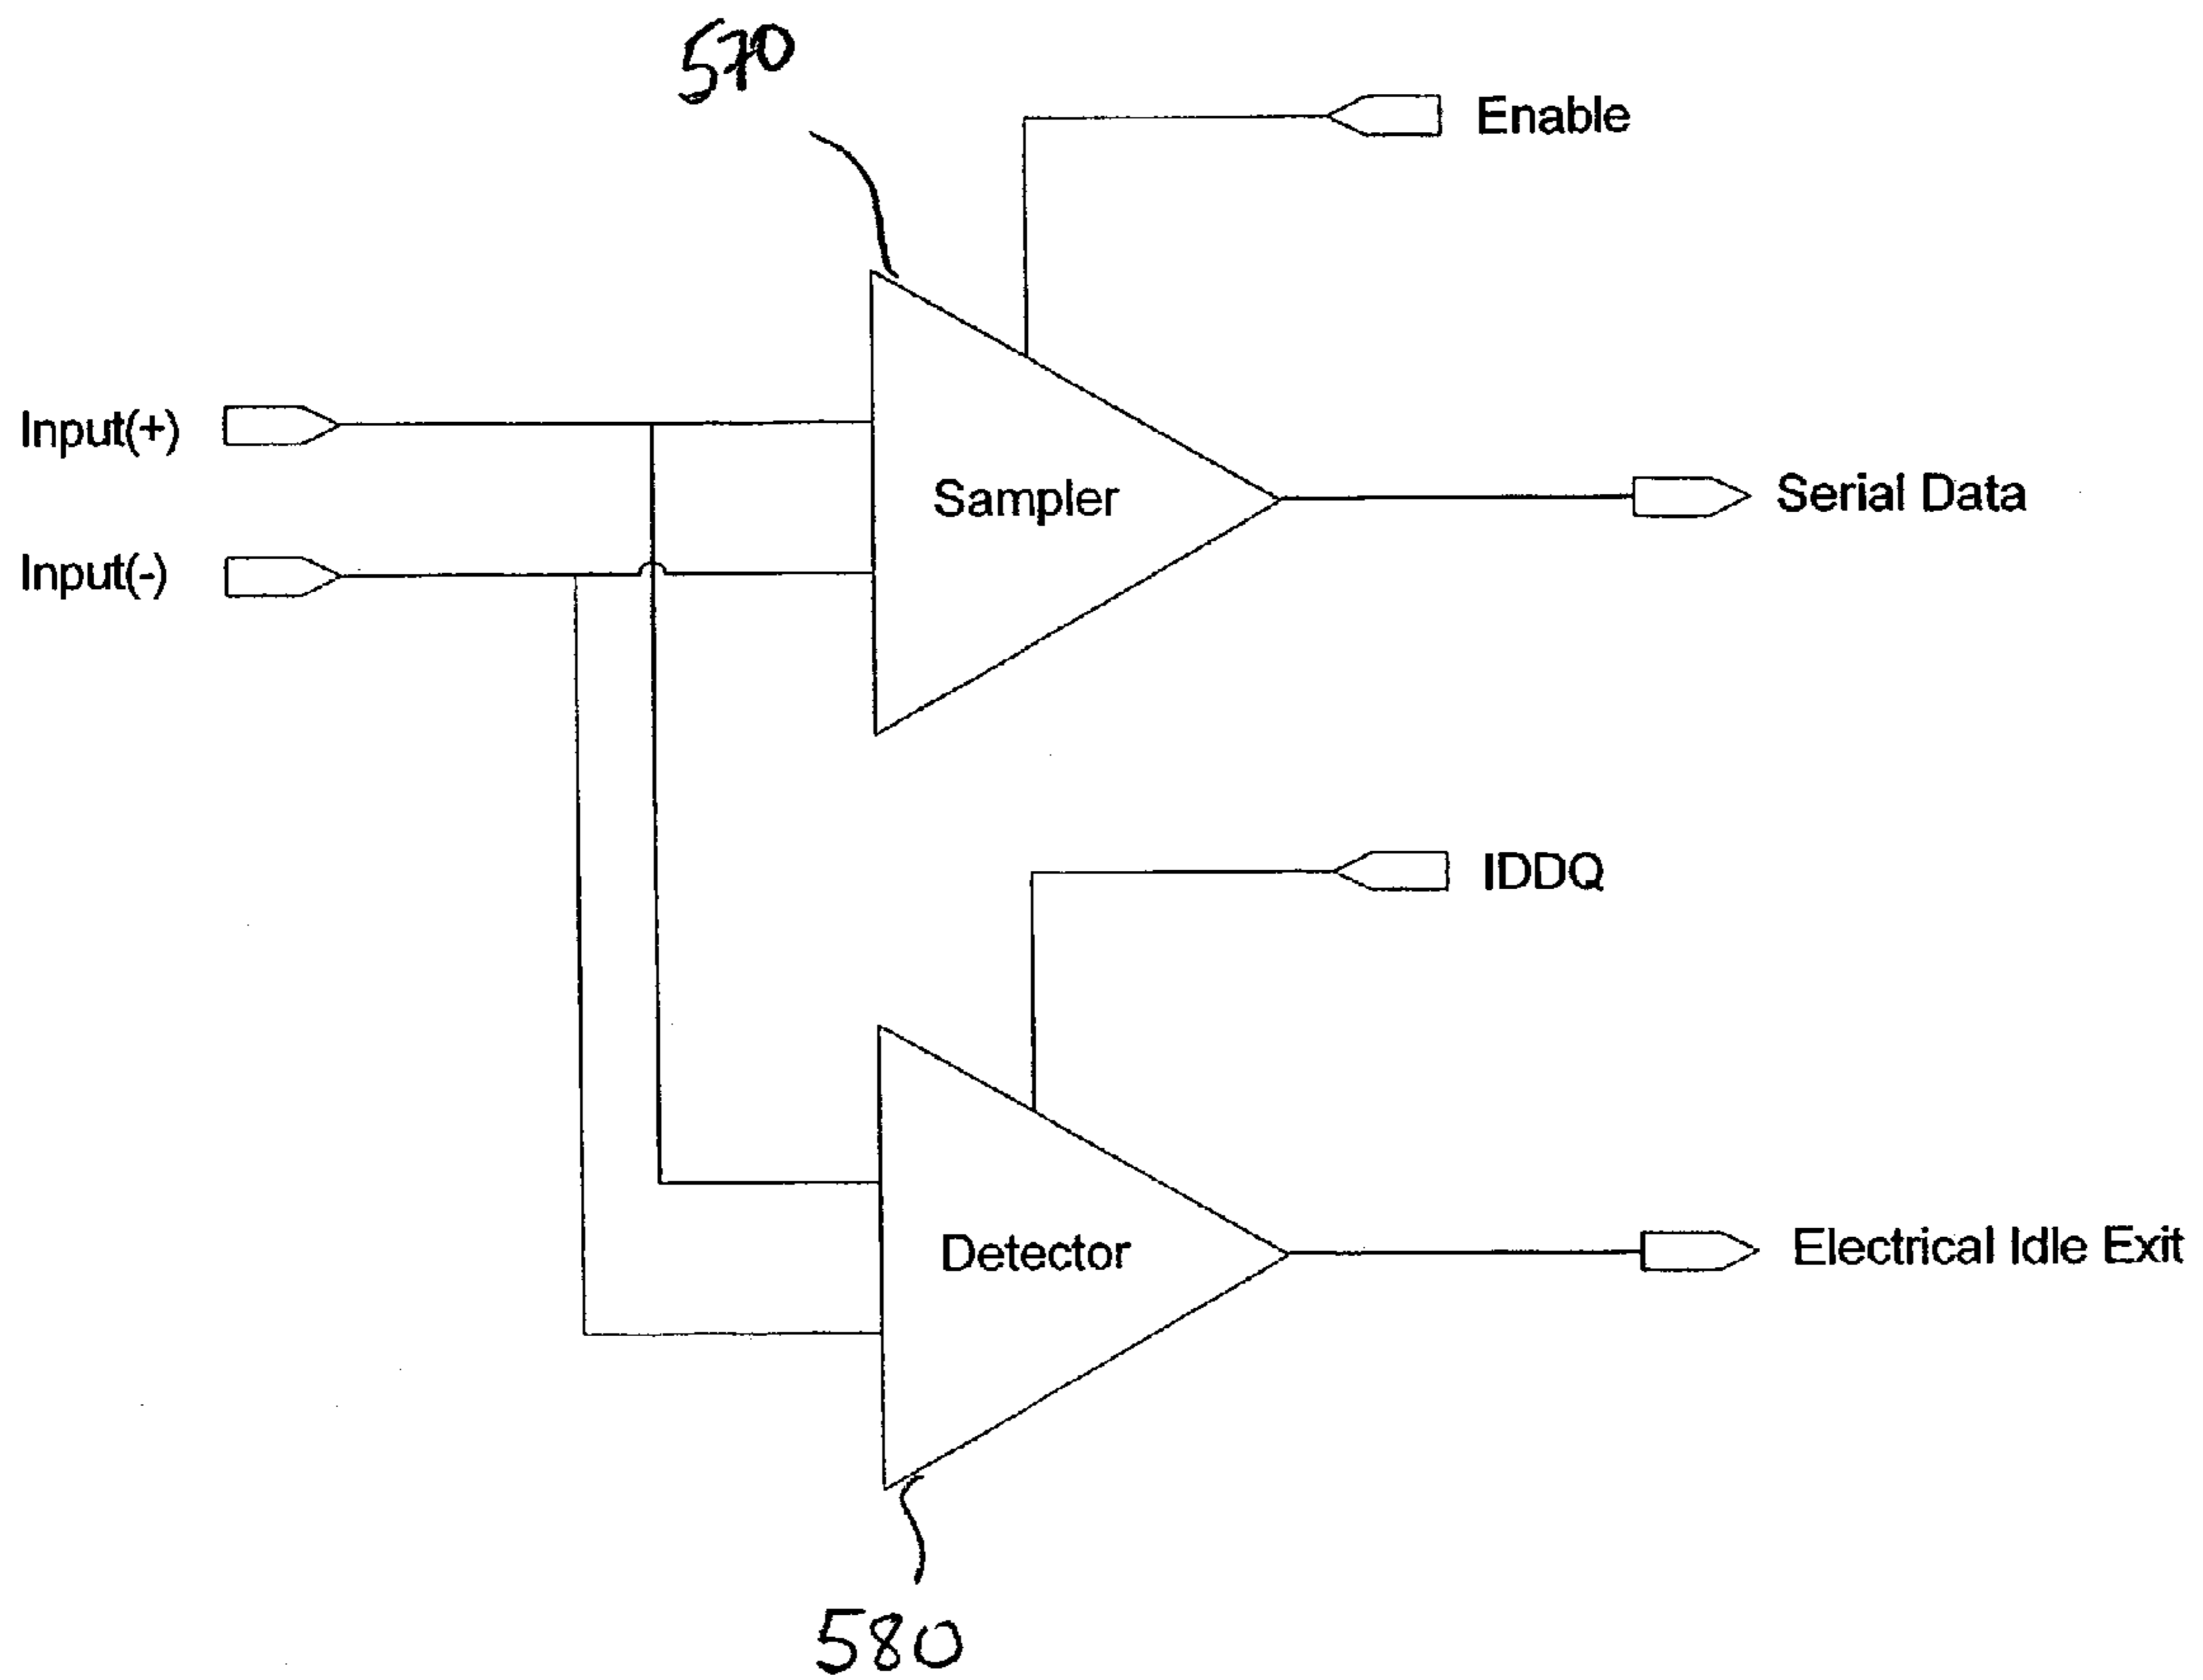 570
Enable
Input(+)
Sampler
Serial Data
Input(-)
IDDQ
Detector
Electrical Idle Exit
580